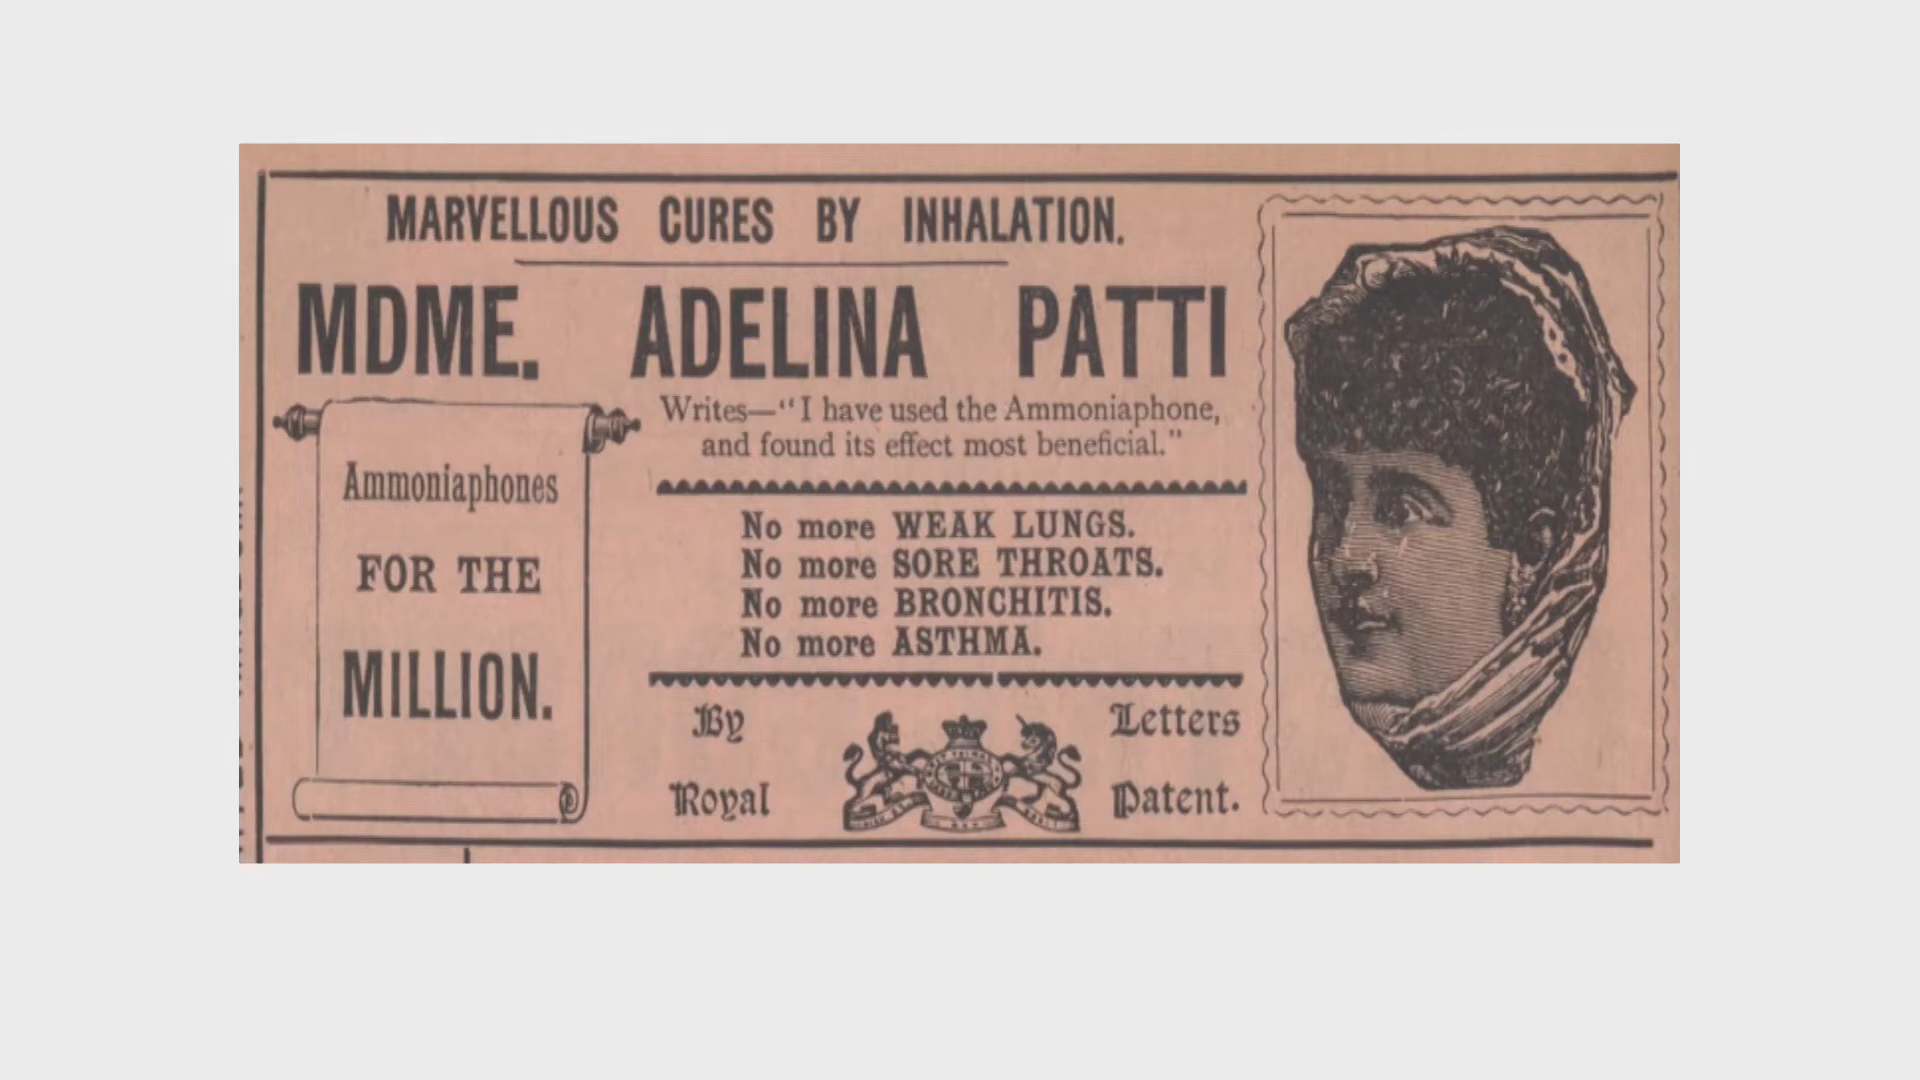 MARVELLOUS CURES BY INHALATION.
MDME. ADELINA PATTI
Writes—“I have used the Ammoniaphone,
and found its effect most beneficial.”
Ammoniaphones
FOR THE
MILLION.
No more WEAK LUNGS.
No more SORE THROATS.
No more BRONCHITIS.
No more ASTHMA.
By Letters
Royal Patent.